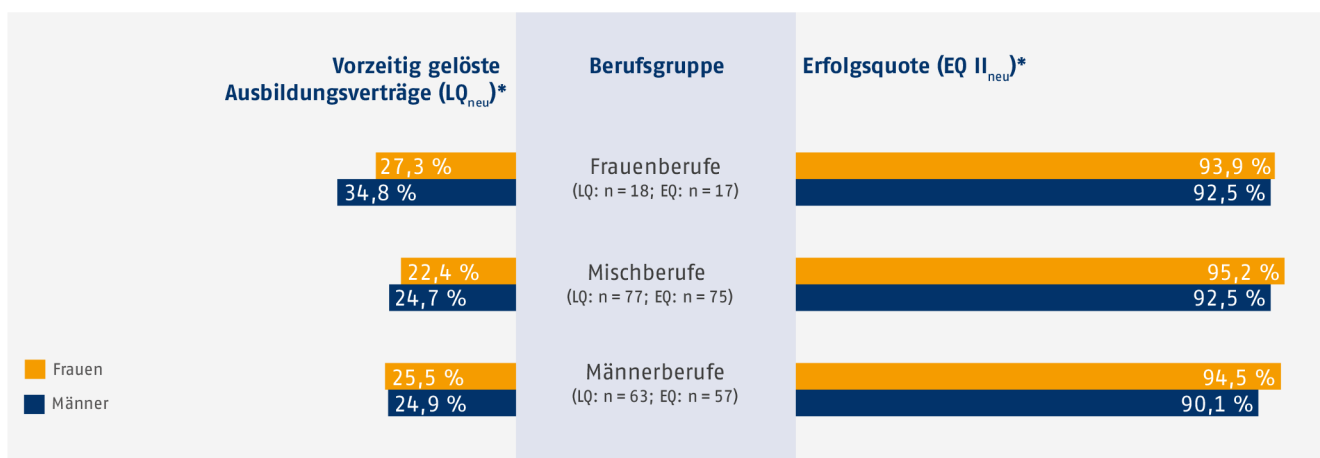 Vorzeitig gelöste
Ausbildungsverträge (LQneu)*
Berufsgruppe
Erfolgsquote (EQ IIneu)*
27,3 %
34,8 %
Frauenberufe
(LQ: n = 18; EQ: n = 17)
93,9 %
92,5 %
22,4 %
24,7 %
Mischberufe
(LQ: n = 77; EQ: n = 75)
95,2 %
92,5 %
25,5 %
24,9 %
Männerberufe
(LQ: n = 63; EQ: n = 57)
94,5 %
90,1 %
Frauen
Männer